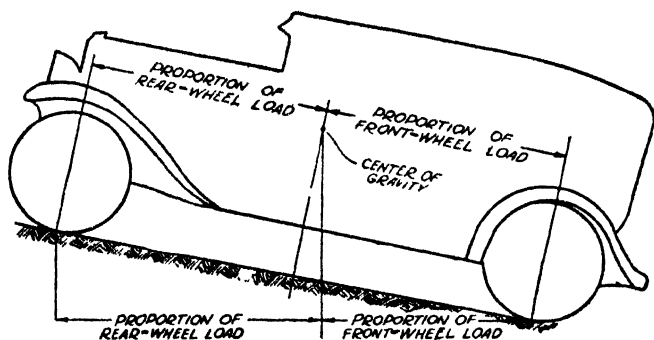 PROPORTION OF
REAR-WHEEL LOAD
PROPORTION OF
FRONT-WHEEL LOAD
CENTER OF
GRAVITY
PROPORTION OF
REAR-WHEEL LOAD
PROPORTION OF
FRONT-WHEEL LOAD